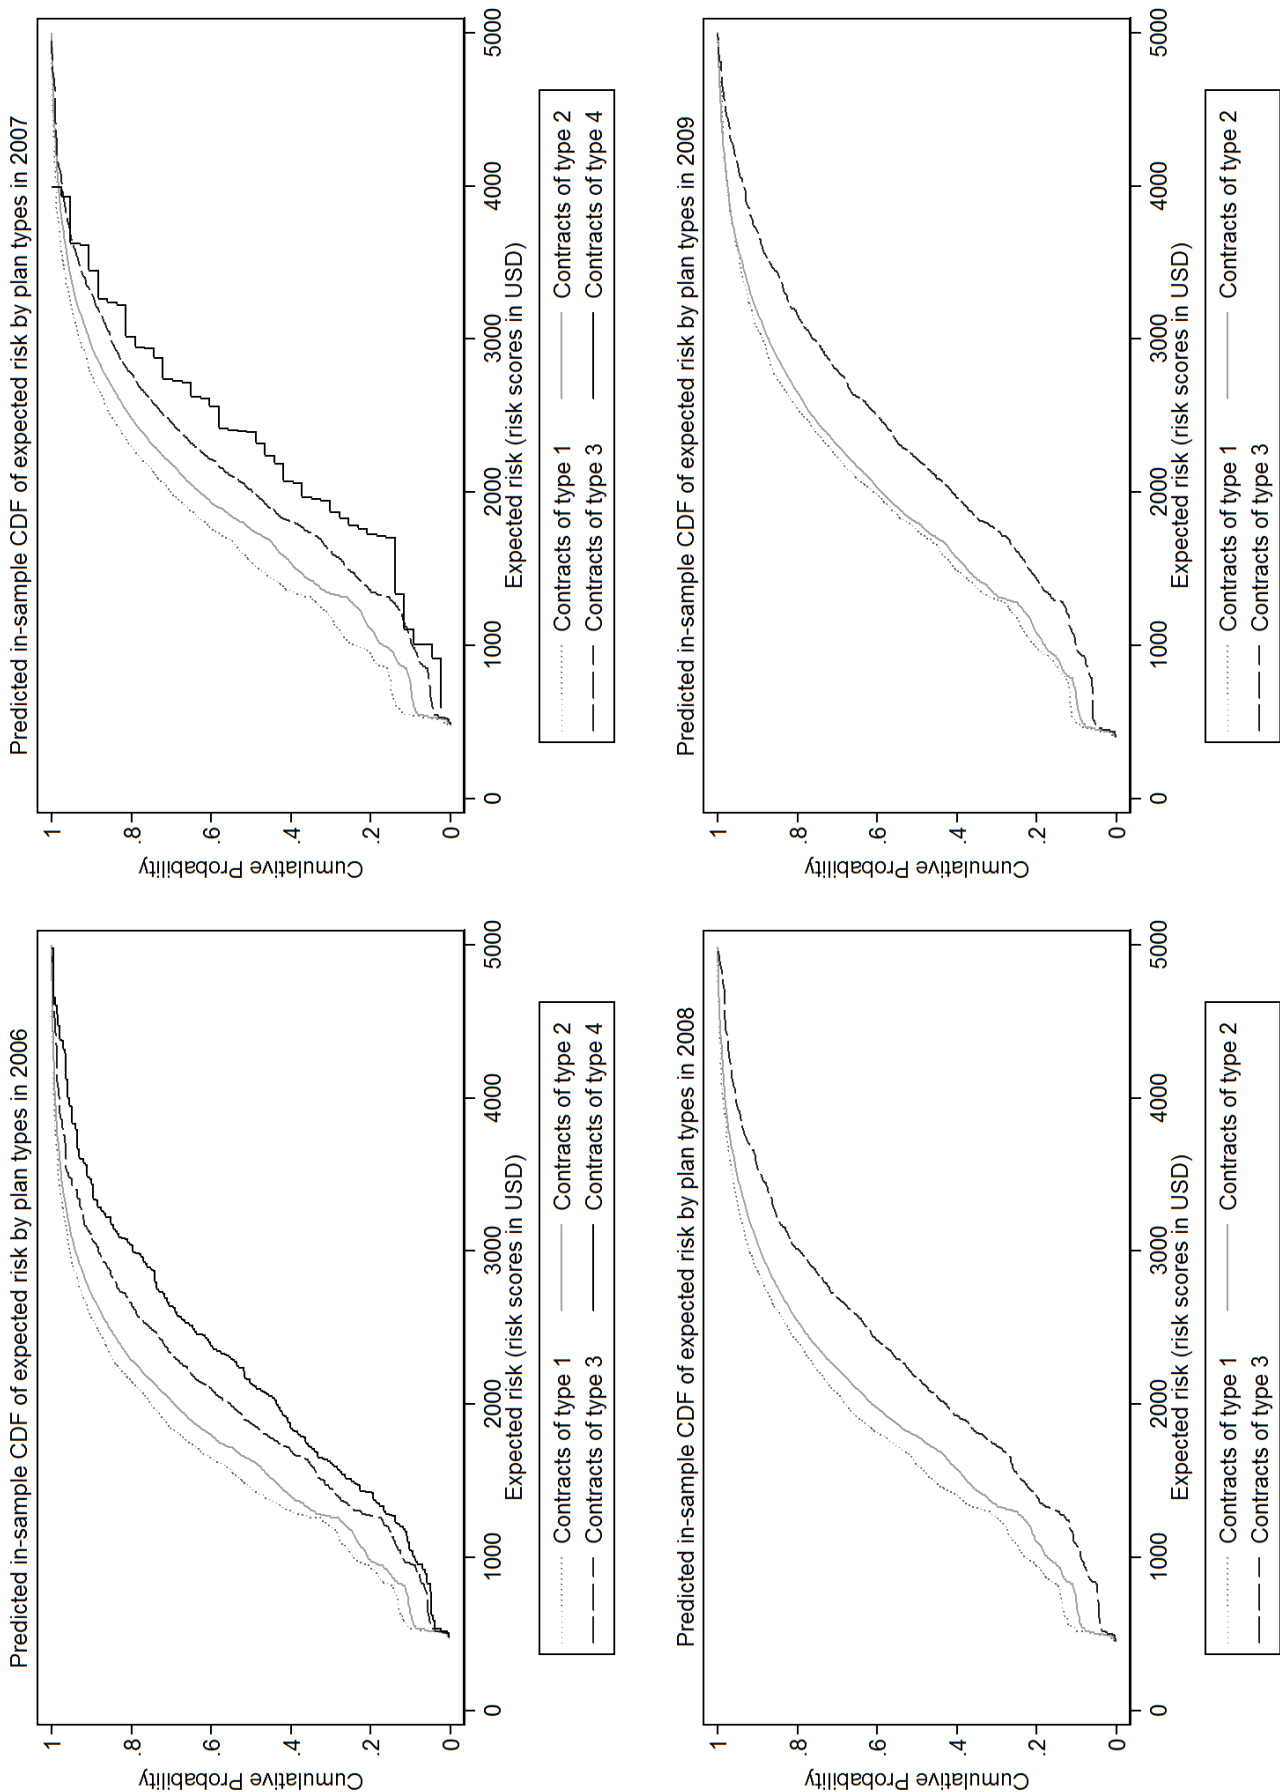 Predicted in-sample CDF of expected risk by plan types in 2006
Cumulative Probability
1
.8
.6
.4
.2
0
0 1000 2000 3000 4000 5000
Expected risk (risk scores in USD)
Contracts of type 1 Contracts of type 2
Contracts of type 3 Contracts of type 4
Predicted in-sample CDF of expected risk by plan types in 2007
Cumulative Probability
1
.8
.6
.4
.2
0
0 1000 2000 3000 4000 5000
Expected risk (risk scores in USD)
Contracts of type 1 Contracts of type 2
Contracts of type 3 Contracts of type 4
Predicted in-sample CDF of expected risk by plan types in 2008
Cumulative Probability
1
.8
.6
.4
.2
0
0 1000 2000 3000 4000 5000
Expected risk (risk scores in USD)
Contracts of type 1 Contracts of type 2
Contracts of type 3
Predicted in-sample CDF of expected risk by plan types in 2009
Cumulative Probability
1
.8
.6
.4
.2
0
0 1000 2000 3000 4000 5000
Expected risk (risk scores in USD)
Contracts of type 1 Contracts of type 2
Contracts of type 3